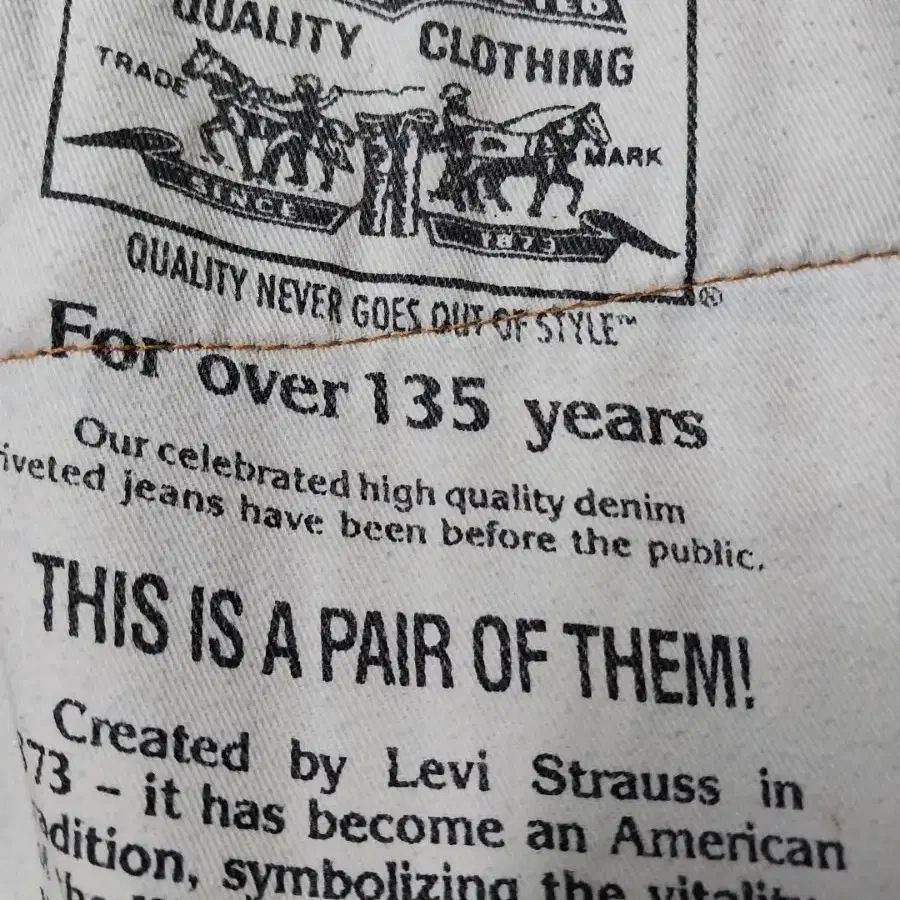 QUALITY CLOTHING
TRADE MARK
SINCE 1873
®
QUALITY NEVER GOES OUT OF STYLE™
For over 135 years
Our celebrated high quality denim
iveted jeans have been before the public.
THIS IS A PAIR OF THEM!
Created by Levi Strauss in
73 – it has become an American
dition, symbolizing the vitality